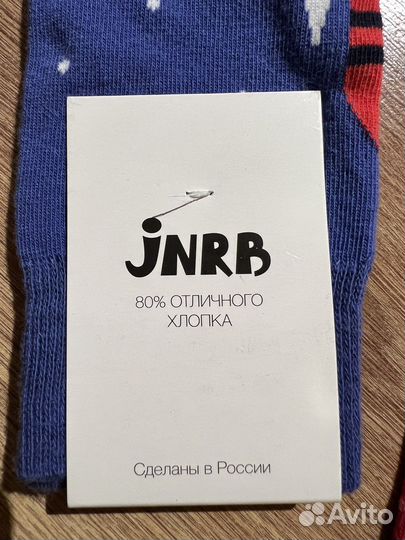 JNRB
80% ОТЛИЧНОГО
ХЛОПКА
Сделаны в России
Avito